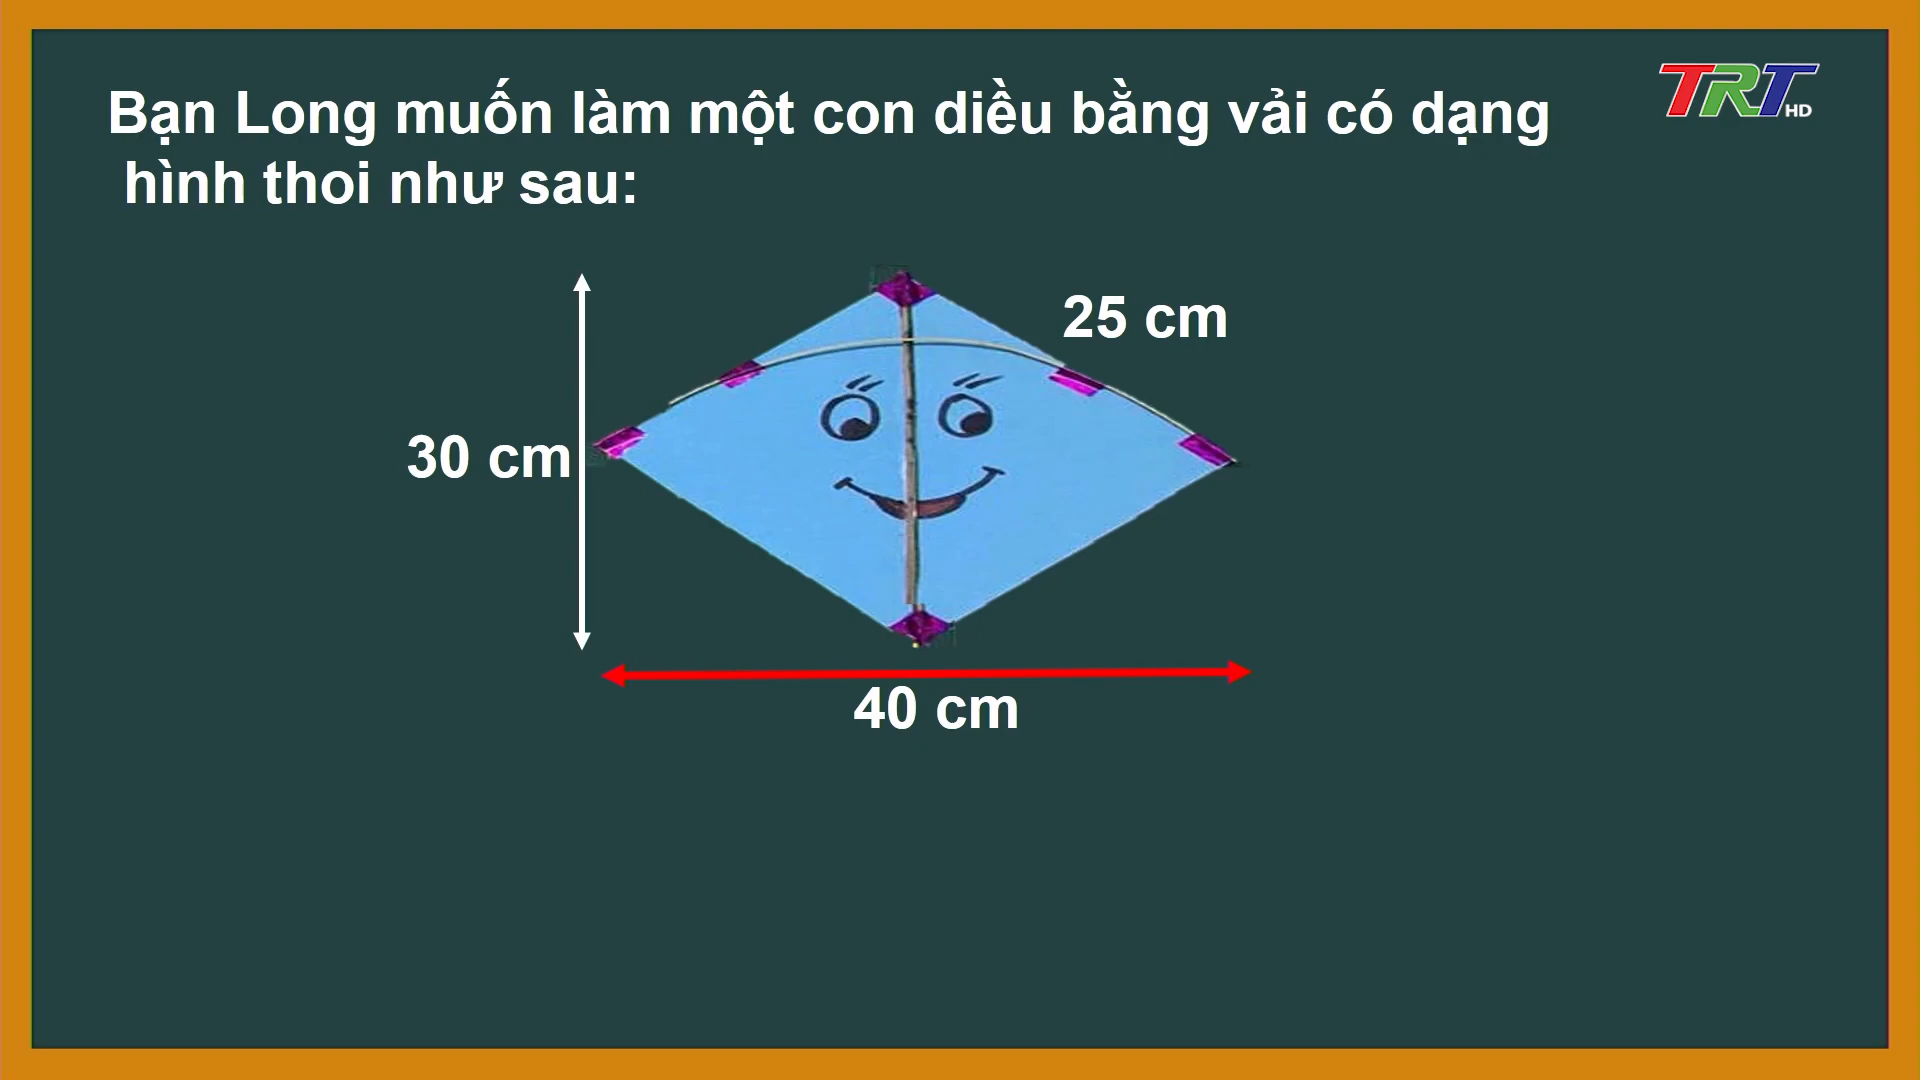 Bạn Long muốn làm một con diều bằng vải có dạng
hình thoi như sau:
TRT HD
25 cm
30 cm
40 cm